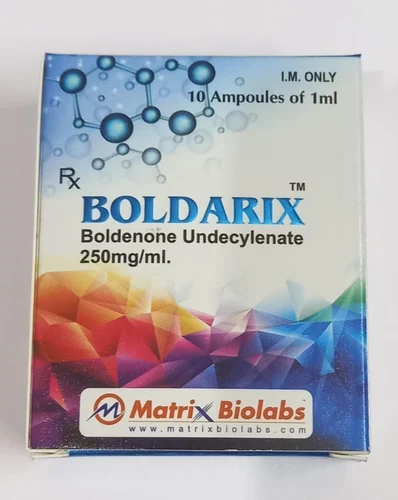 I.M. ONLY
10 Ampoules of 1ml
Rx
BOLDARIX™
Boldenone Undecylenate
250mg/ml.
M Matrix Biolabs
www.matrixbiolabs.com